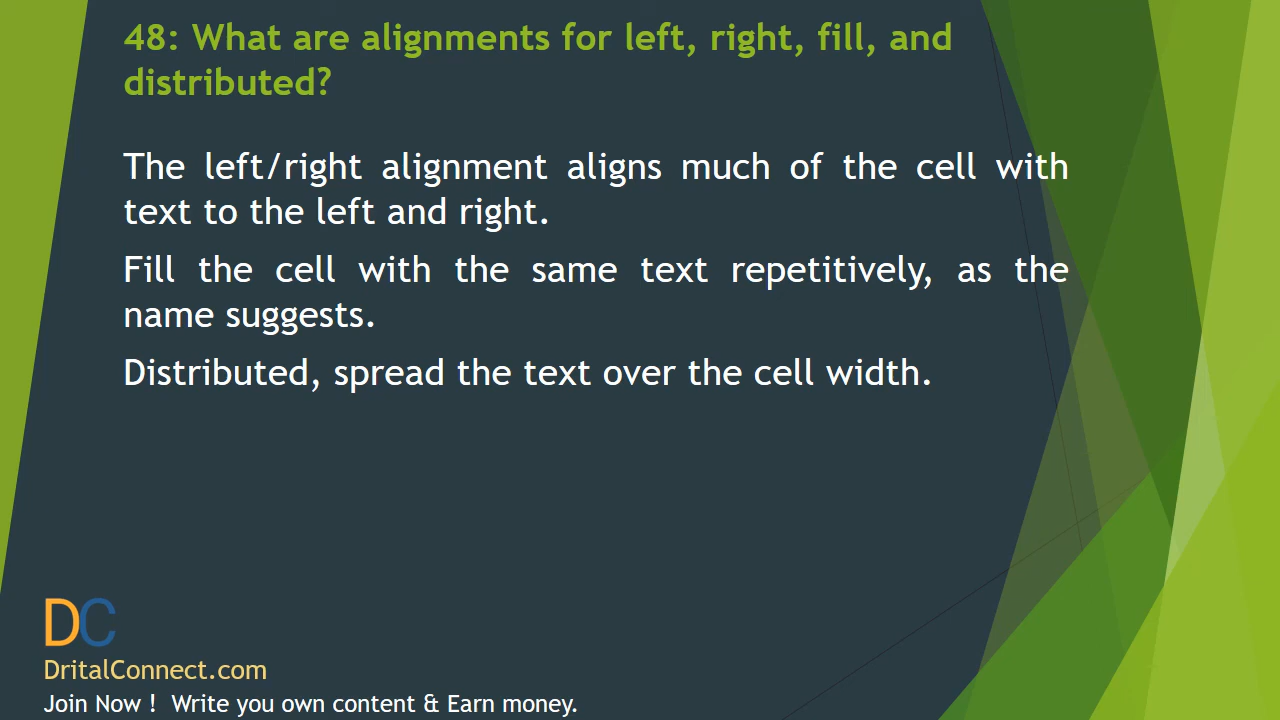 48: What are alignments for left, right, fill, and
distributed?
The left/right alignment aligns much of the cell with
text to the left and right.
Fill the cell with the same text repetitively, as the
name suggests.
Distributed, spread the text over the cell width.
DC
DritalConnect.com
Join Now ! Write you own content & Earn money.